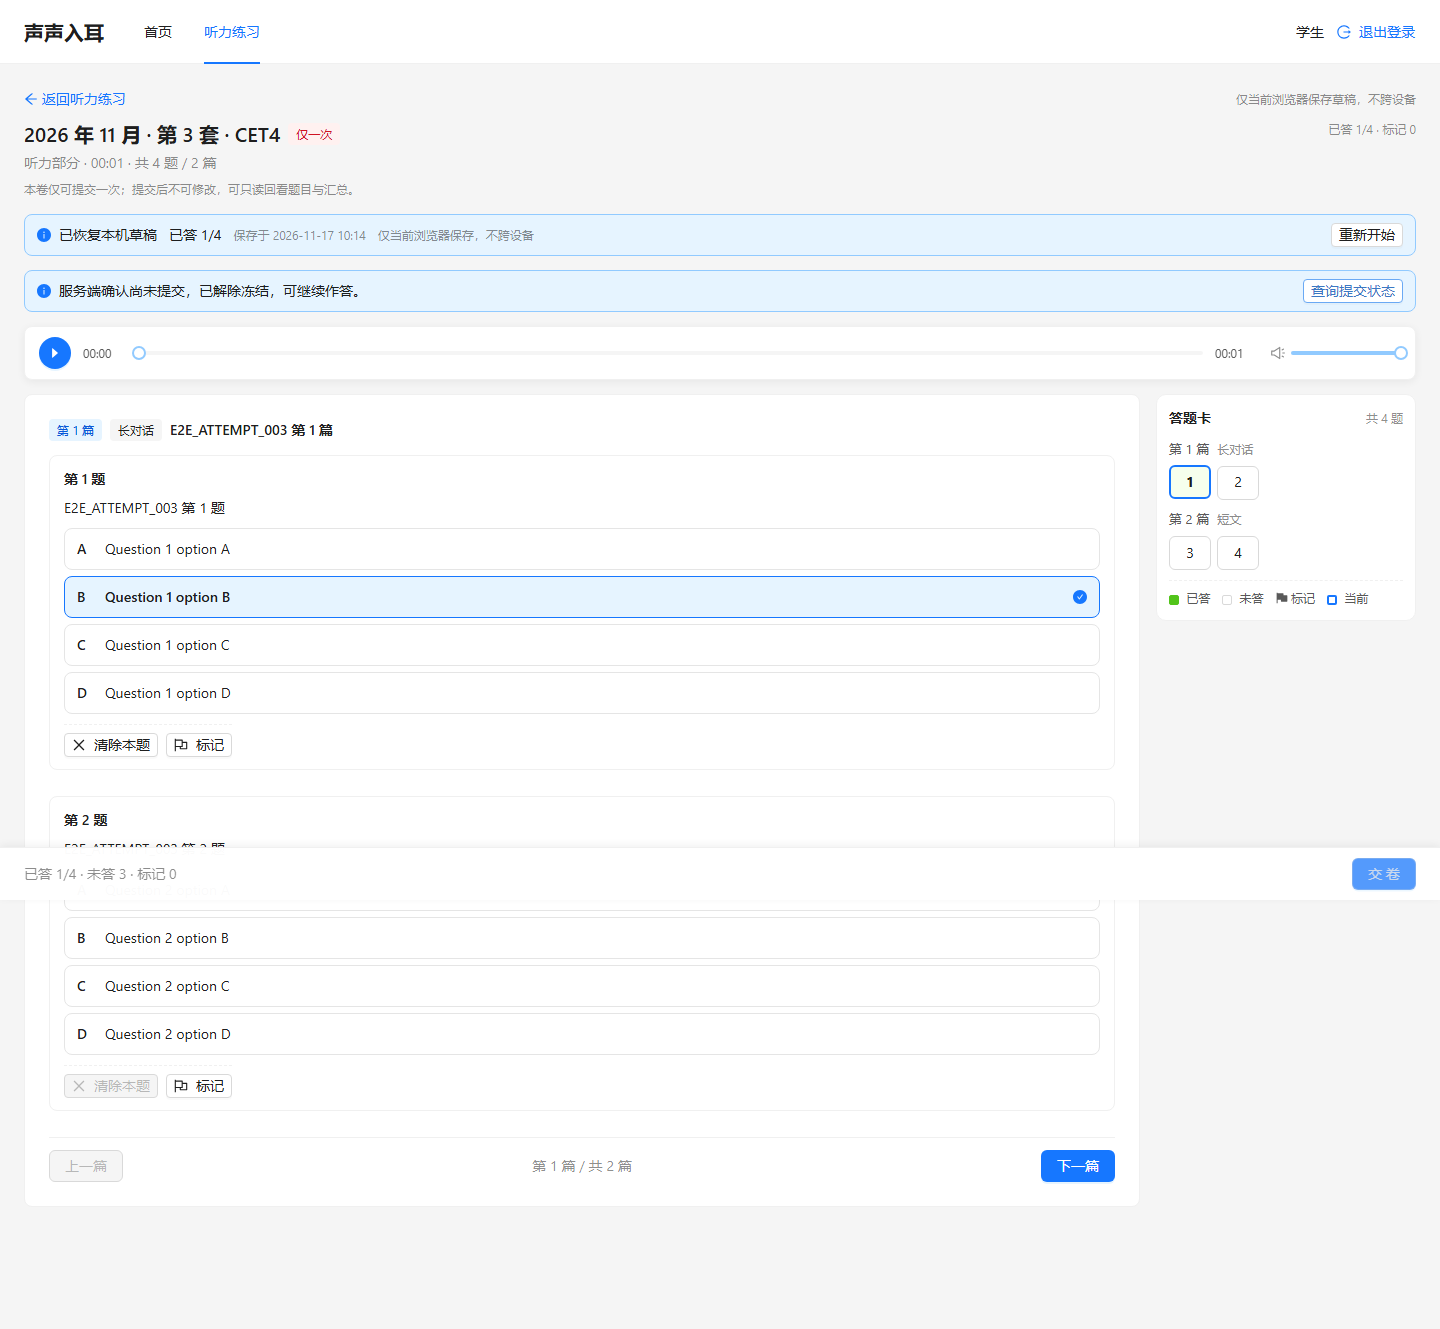 声声入耳 首页 听力练习 学生 退出登录
返回听力练习 仅当前浏览器保存草稿，不跨设备
2026 年 11 月 · 第 3 套 · CET4 仅一次 已答 1/4 · 标记 0
听力部分 · 00:01 · 共 4 题 / 2 篇
本卷仅可提交一次；提交后不可修改，可只读回看题目与汇总。
已恢复本机草稿 已答 1/4 保存于 2026-11-17 10:14 仅当前浏览器保存，不跨设备 重新开始
服务端确认尚未提交，已解除冻结，可继续作答。 查询提交状态
00:00 00:01
第 1 篇 长对话 E2E_ATTEMPT_003 第 1 篇
第 1 题
E2E_ATTEMPT_003 第 1 题
A Question 1 option A
B Question 1 option B
C Question 1 option C
D Question 1 option D
清除本题 标记
第 2 题
E2E_ATTEMPT_003 第 2 题
B Question 2 option B
C Question 2 option C
D Question 2 option D
清除本题 标记
上一篇 第 1 篇 / 共 2 篇 下一篇
答题卡 共 4 题
第 1 篇 长对话
1 2
第 2 篇 短文
3 4
已答 未答 标记 当前
已答 1/4 · 未答 3 · 标记 0 交 卷